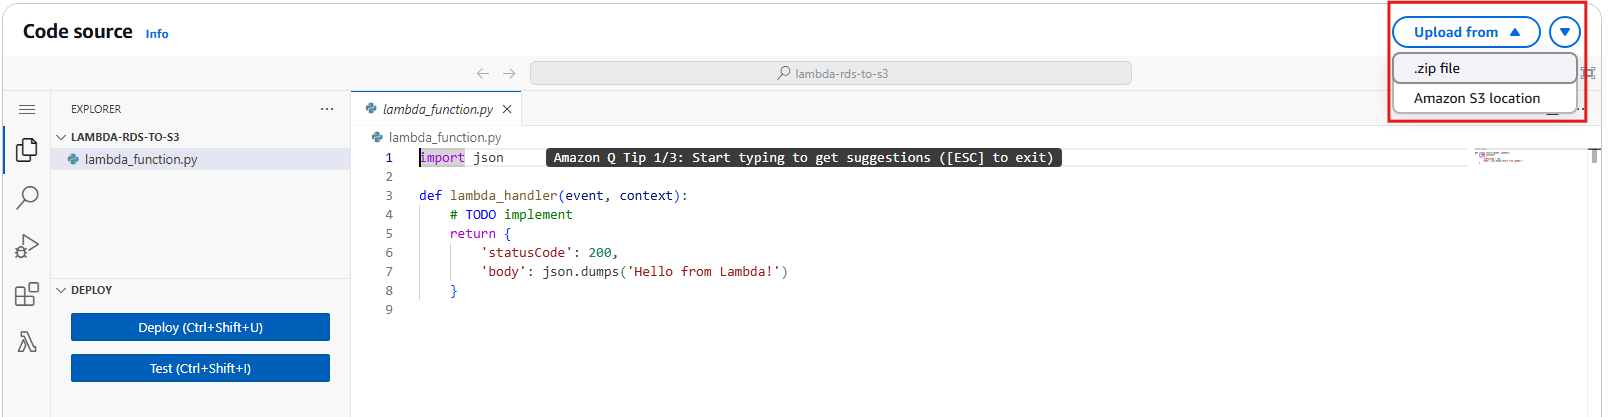 Code source Info
Upload from
.zip file
Amazon S3 location
lambda-rds-to-s3
EXPLORER
LAMBDA-RDS-TO-S3
lambda_function.py
DEPLOY
Deploy (Ctrl+Shift+U)
Test (Ctrl+Shift+I)
lambda_function.py
lambda_function.py
1 import json Amazon Q Tip 1/3: Start typing to get suggestions ([ESC] to exit)
2
3 def lambda_handler(event, context):
4     # TODO implement
5     return {
6         'statusCode': 200,
7         'body': json.dumps('Hello from Lambda!')
8     }
9